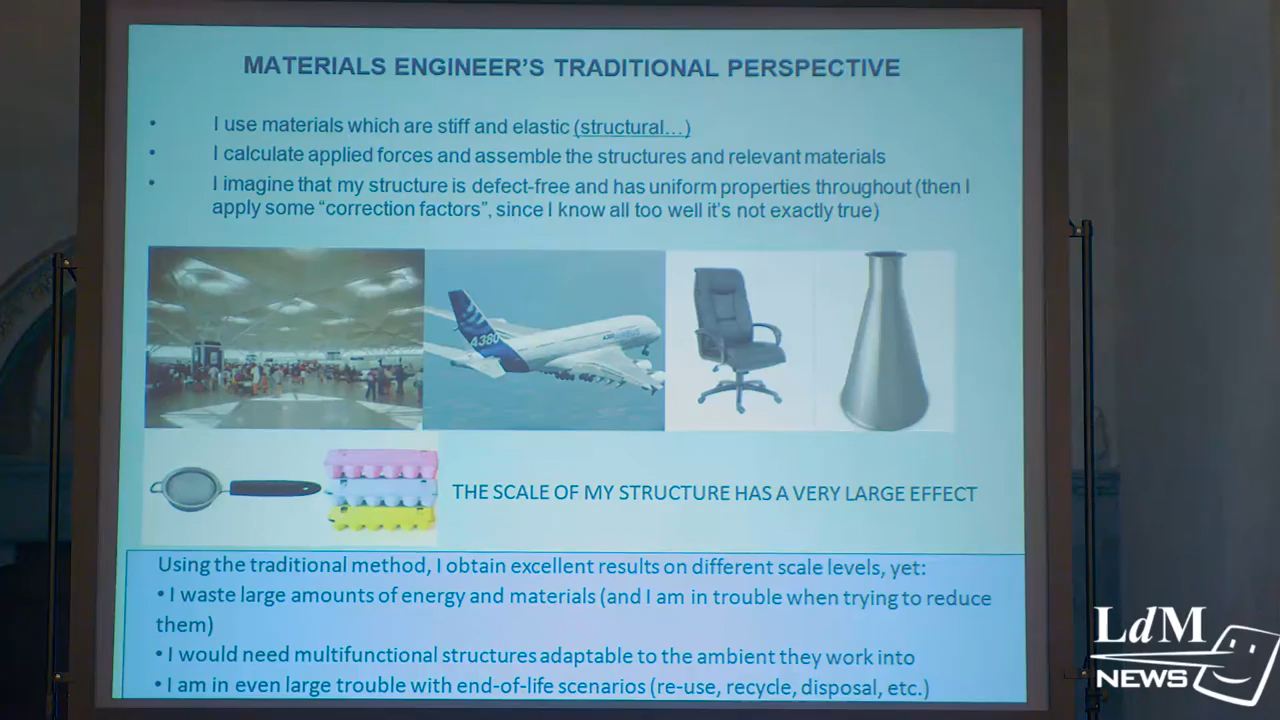 MATERIALS ENGINEER'S TRADITIONAL PERSPECTIVE
• I use materials which are stiff and elastic (structural…)
• I calculate applied forces and assemble the structures and relevant materials
• I imagine that my structure is defect-free and has uniform properties throughout (then I
apply some “correction factors”, since I know all too well it's not exactly true)
A380
A380
THE SCALE OF MY STRUCTURE HAS A VERY LARGE EFFECT
Using the traditional method, I obtain excellent results on different scale levels, yet:
• I waste large amounts of energy and materials (and I am in trouble when trying to reduce
them)
• I would need multifunctional structures adaptable to the ambient they work into
• I am in even large trouble with end-of-life scenarios (re-use, recycle, disposal, etc.)
LdM
NEWS